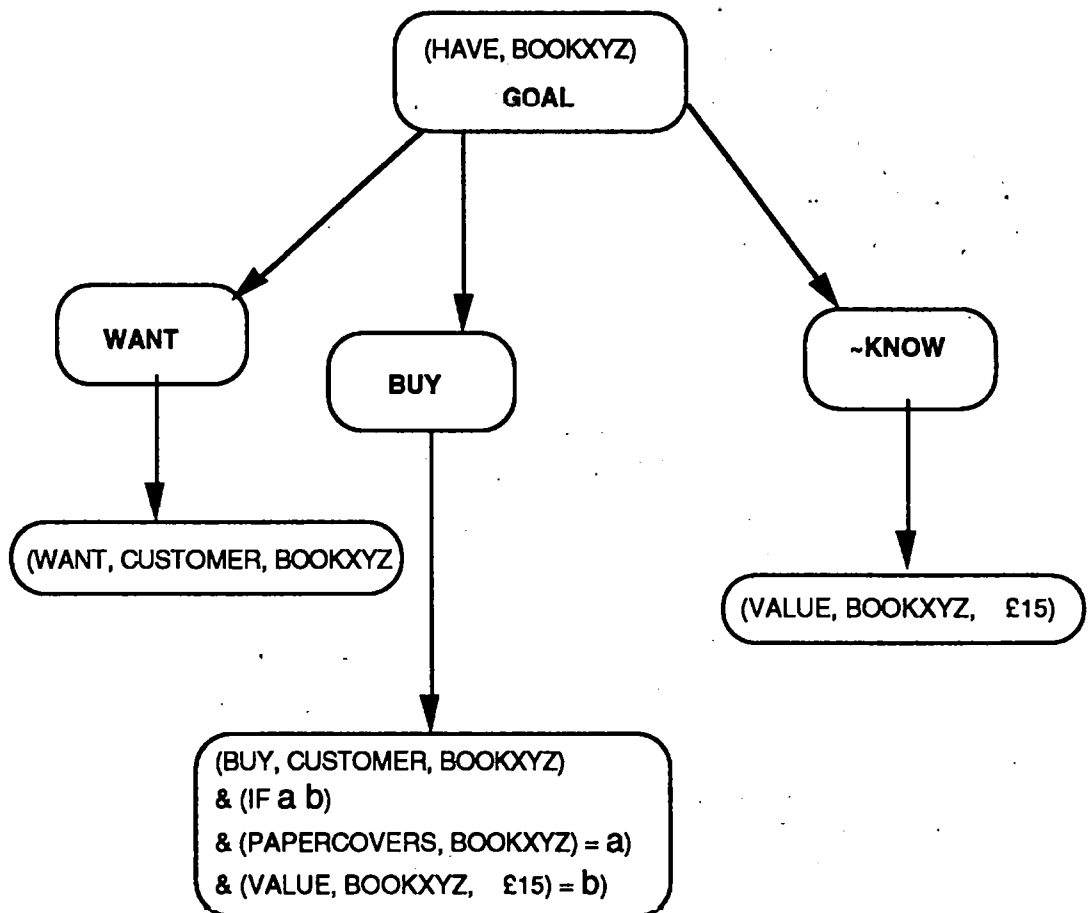 (HAVE, BOOKXYZ)
GOAL
WANT
BUY
~KNOW
(WANT, CUSTOMER, BOOKXYZ
(VALUE, BOOKXYZ, £15)
(BUY, CUSTOMER, BOOKXYZ)
& (IF a b)
& (PAPERCOVERS, BOOKXYZ) = a)
& (VALUE, BOOKXYZ, £15) = b)